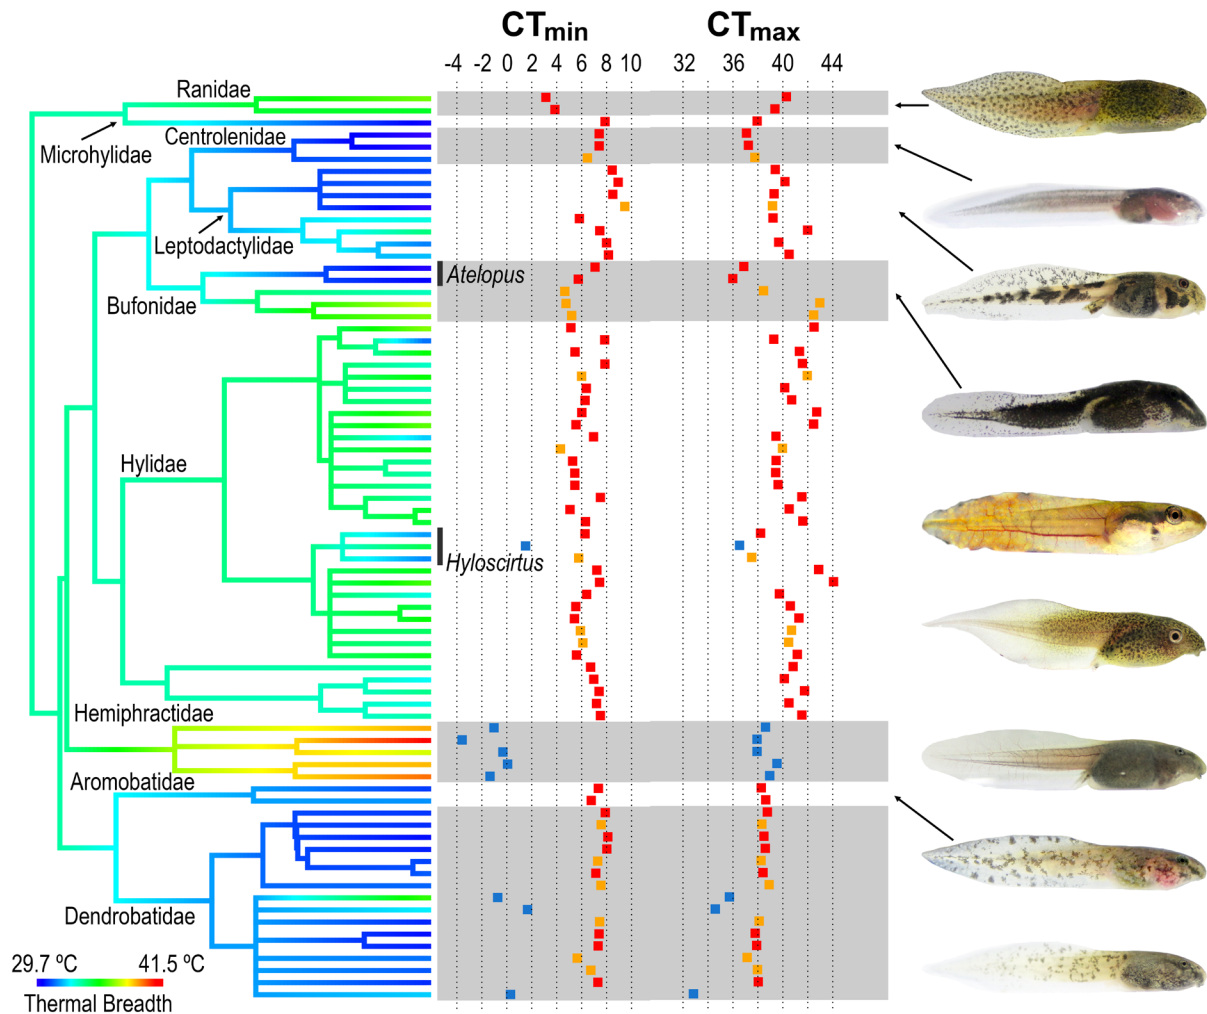 CTmin CTmax
-4 -2 0 2 4 6 8 10 32 36 40 44
Ranidae
Centrolenidae
Microhylidae
Leptodactylidae
Atelopus
Bufonidae
Hylidae
Hyloscirtus
Hemiphractidae
Aromobatidae
Dendrobatidae
29.7 ºC 41.5 ºC
Thermal Breadth